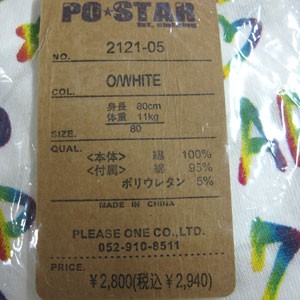 PO★STAR
NO. 2121-05
COL. O/WHITE
身長 80cm
体重 11kg
SIZE. 80
QUAL.
<本体> 綿 100%
<付属> 綿 95%
ポリウレタン 5%
MADE IN CHINA
PLEASE ONE CO.,LTD.
052-910-8511
PRICE.
¥2,800(税込¥2,940)